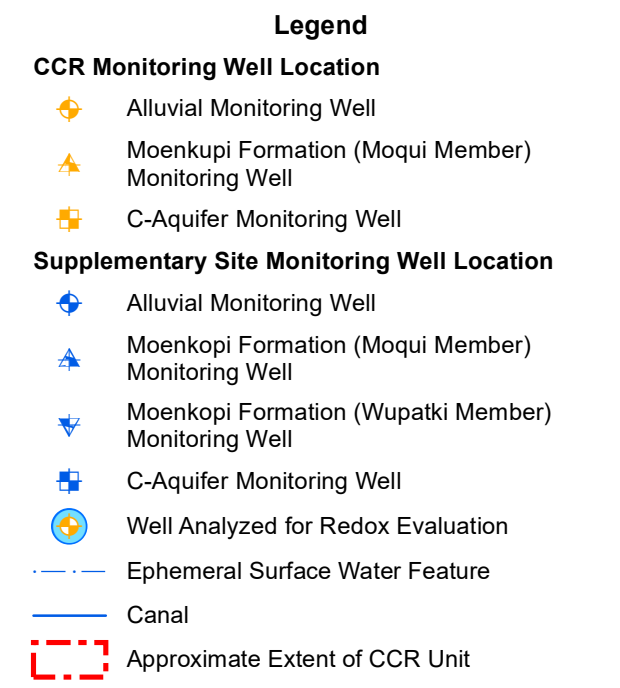 Legend
CCR Monitoring Well Location
Alluvial Monitoring Well
Moenkupi Formation (Moqui Member)
Monitoring Well
C-Aquifer Monitoring Well
Supplementary Site Monitoring Well Location
Alluvial Monitoring Well
Moenkopi Formation (Moqui Member)
Monitoring Well
Moenkopi Formation (Wupatki Member)
Monitoring Well
C-Aquifer Monitoring Well
Well Analyzed for Redox Evaluation
Ephemeral Surface Water Feature
Canal
Approximate Extent of CCR Unit